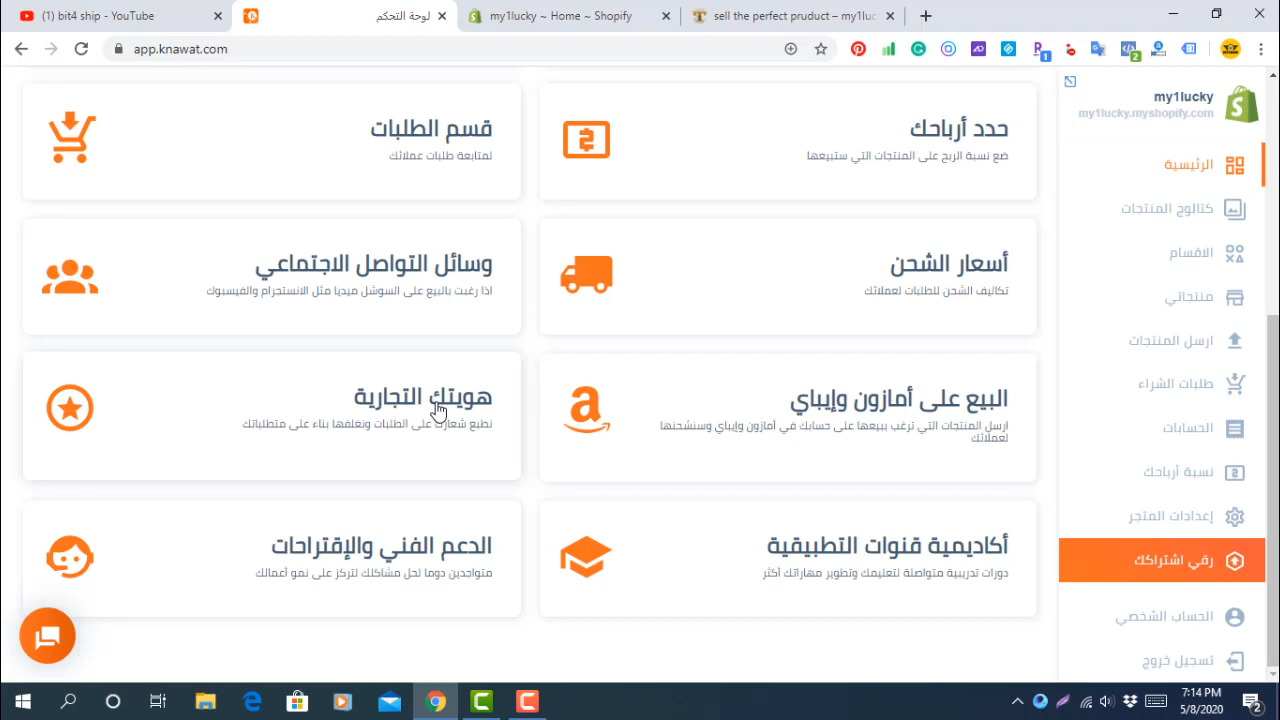 (1) bit4 ship - YouTube
لوحة التحكم
my1lucky ~ Home ~ Shopify
sell the perfect pruduct – my1luc
app.knawat.com
1
2
my1lucky
my1lucky.myshopify.com
الرئيسية
كتالوج المنتجات
الاقسام
منتجاتي
ارسل المنتجات
طلبات الشراء
الحسابات
نسبة أرباحك
إعدادات المتجر
رقي اشتراكك
الحساب الشخصي
تسجيل خروج
حدد أرباحك
ضع نسبة الربح على المنتجات التي ستبيعها
قسم الطلبات
لمتابعة طلبات عملائك
أسعار الشحن
تكاليف الشحن للطلبات لعملائك
وسائل التواصل الاجتماعي
اذا رغبت بالبيع على السوشل ميديا مثل الانستجرام والفيسبوك
البيع على أمازون وإيباي
ارسل المنتجات التي ترغب ببيعها على حسابك في أمازون وإيباي وسنشحنها
لعملائك
هويتك التجارية
نطبع شعارك على الطلبات ونغلفها بناء على متطلباتك
أكاديمية قنوات التطبيقية
دورات تدريبية متواصلة لتعليمك وتطوير مهاراتك أكثر
الدعم الفني والإقتراحات
متواجدين دوما لحل مشاكلك لتركز على نمو أعمالك
7:14 PM
5/8/2020
2